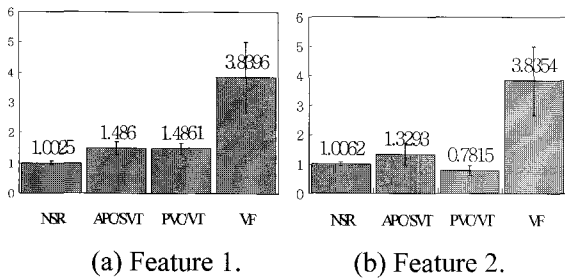 6
5
4
3
2
1
0
1.0025
1.486
1.4861
3.8396
NSR
APC/SVT
PVC/VT
VF
(a) Feature 1.
6
5
4
3
2
1
0
1.0062
1.3293
0.7815
3.8354
NSR
APC/SVT
PVC/VT
VF
(b) Feature 2.